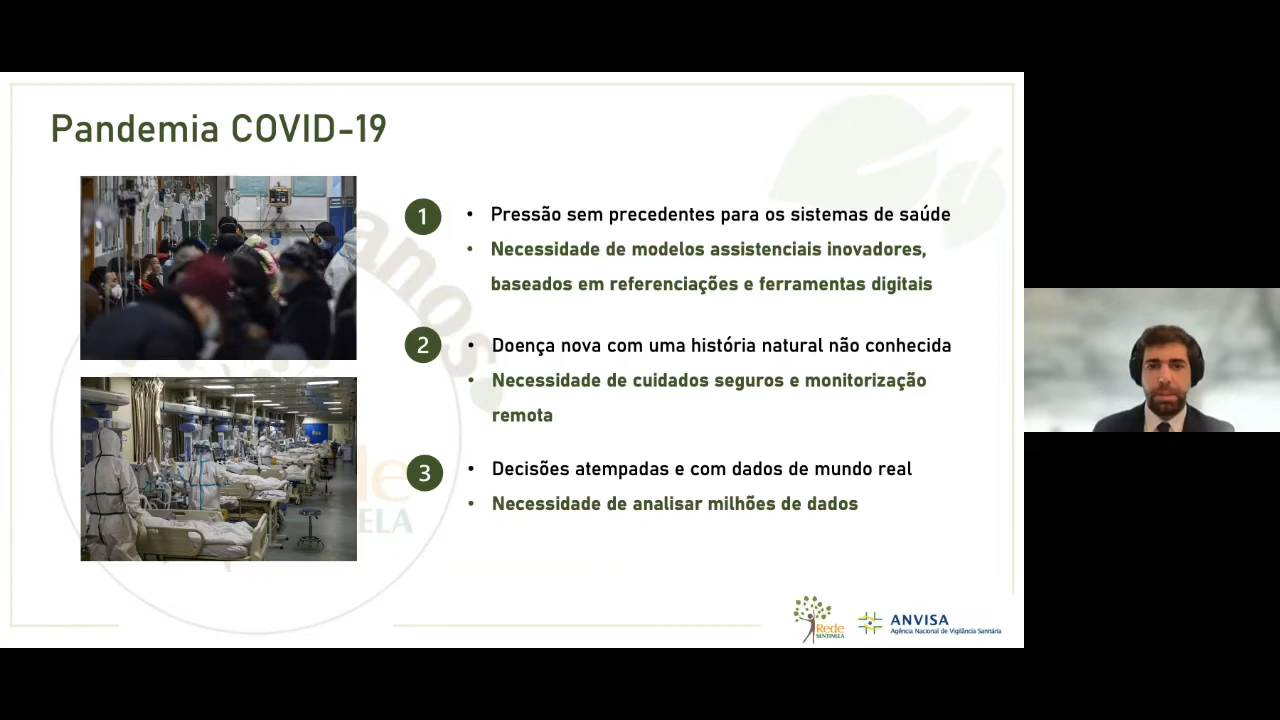 Pandemia COVID-19
1
• Pressão sem precedentes para os sistemas de saúde
• Necessidade de modelos assistenciais inovadores,
baseados em referenciações e ferramentas digitais
2
• Doença nova com uma história natural não conhecida
• Necessidade de cuidados seguros e monitorização
remota
3
• Decisões atempadas e com dados de mundo real
• Necessidade de analisar milhões de dados
anos
de
ELA
Rede
SENTINELA
ANVISA
Agência Nacional de Vigilância Sanitária